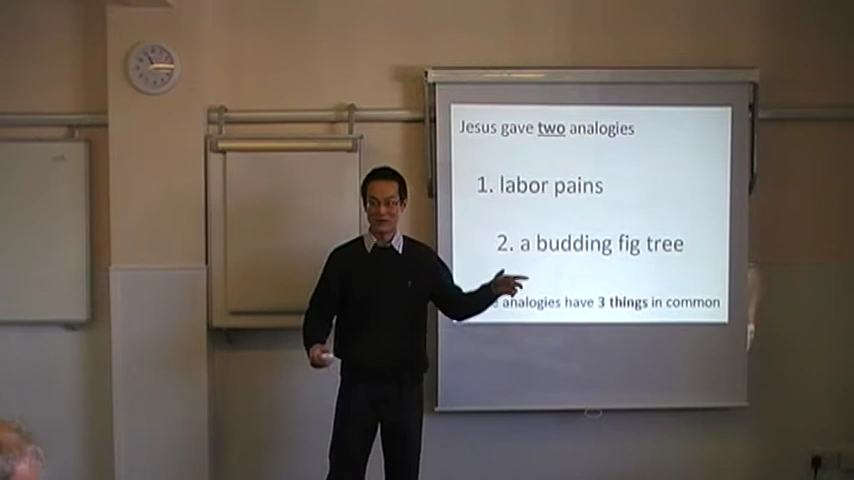 Jesus gave two analogies
1. labor pains
2. a budding fig tree
analogies have 3 things in common